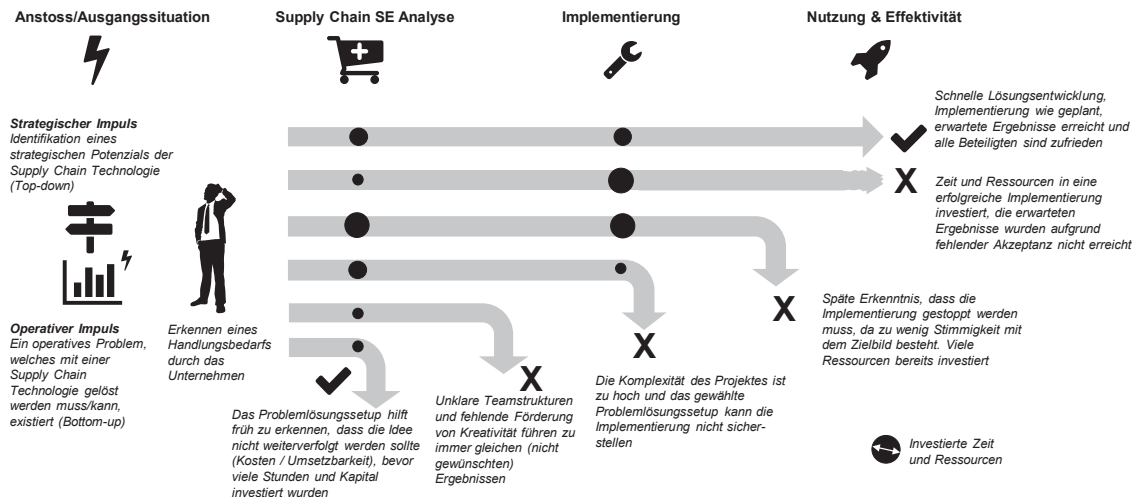 Anstoss/Ausgangssituation
Supply Chain SE Analyse
Implementierung
Nutzung & Effektivität
Strategischer Impuls
Identifikation eines
strategischen Potenzials der
Supply Chain Technologie
(Top-down)
Operativer Impuls
Ein operatives Problem,
welches mit einer
Supply Chain
Technologie gelöst
werden muss/kann,
existiert (Bottom-up)
Erkennen eines
Handlungsbedarfs
durch das
Unternehmen
Das Problemlösungssetup hilft
früh zu erkennen, dass die Idee
nicht weiterverfolgt werden sollte
(Kosten / Umsetzbarkeit), bevor
viele Stunden und Kapital
investiert wurden
X
Unklare Teamstrukturen
und fehlende Förderung
von Kreativität führen zu
immer gleichen (nicht
gewünschten)
Ergebnissen
X
Die Komplexität des Projektes ist
zu hoch und das gewählte
Problemlösungssetup kann die
Implementierung nicht sicher-
stellen
X
Späte Erkenntnis, dass die
Implementierung gestoppt werden
muss, da zu wenig Stimmigkeit mit
dem Zielbild besteht. Viele
Ressourcen bereits investiert
Schnelle Lösungsentwicklung,
Implementierung wie geplant,
erwartete Ergebnisse erreicht und
alle Beteiligten sind zufrieden
X
Zeit und Ressourcen in eine
erfolgreiche Implementierung
investiert, die erwarteten
Ergebnisse wurden aufgrund
fehlender Akzeptanz nicht erreicht
Investierte Zeit
und Ressourcen